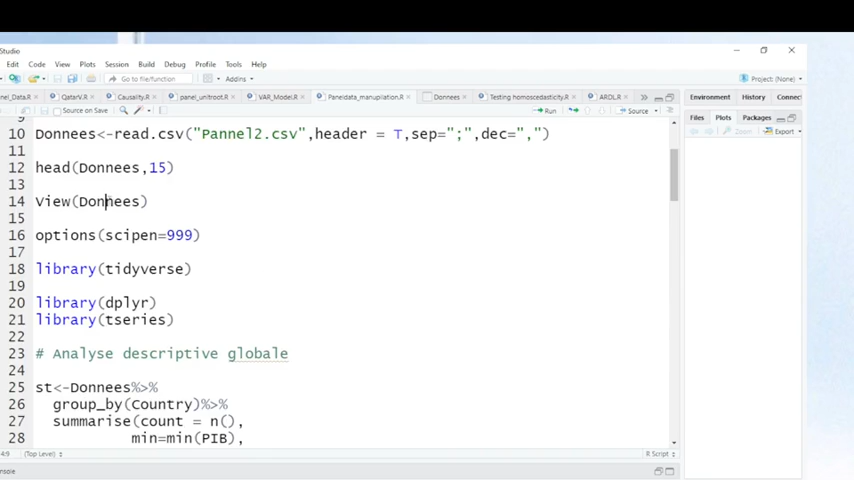 Studio
Edit Code View Plots Session Build Debug Profile Tools Help
Go to file/function Addins Project: (None)
QatarV.R Causality.R panel_unitroot.R VAR_Model.R Paneldata_manupilation.R Donnees Testing homoscedasticity.R ARDL.R
Environment History
Source on Save Run Source
Files Plots Packages
Zoom Export
9
10 Donnees<-read.csv("Pannel2.csv",header = T,sep=";",dec=",")
11
12 head(Donnees,15)
13
14 View(Donnees)
15
16 options(scipen=999)
17
18 library(tidyverse)
19
20 library(dplyr)
21 library(tseries)
22
23 # Analyse descriptive globale
24
25 st<-Donnees%>%
26 group_by(Country)%>%
27 summarise(count = n(),
28 min=min(PIB),
4:9 (Top Level) R Script